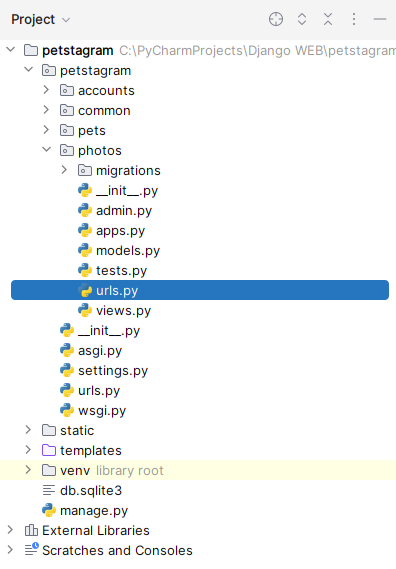 Project
petstagram C:\PyCharmProjects\Django WEB\petstagram
petstagram
accounts
common
pets
photos
migrations
__init__.py
admin.py
apps.py
models.py
tests.py
urls.py
views.py
__init__.py
asgi.py
settings.py
urls.py
wsgi.py
static
templates
venv library root
db.sqlite3
manage.py
External Libraries
Scratches and Consoles